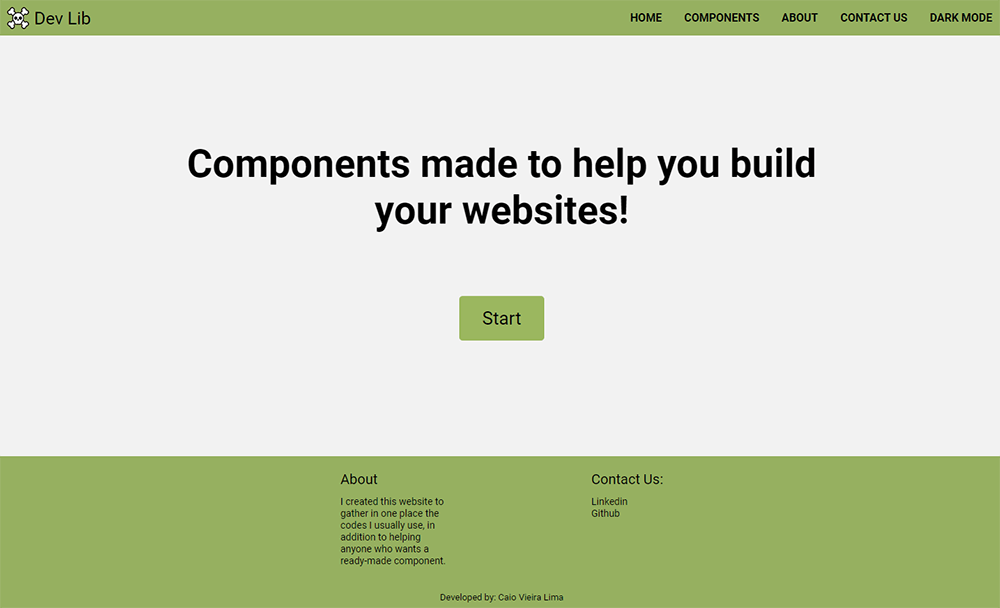 Dev Lib
HOME COMPONENTS ABOUT CONTACT US DARK MODE
Components made to help you build
your websites!
Start
About
I created this website to
gather in one place the
codes I usually use, in
addition to helping
anyone who wants a
ready-made component.
Contact Us:
Linkedin
Github
Developed by: Caio Vieira Lima